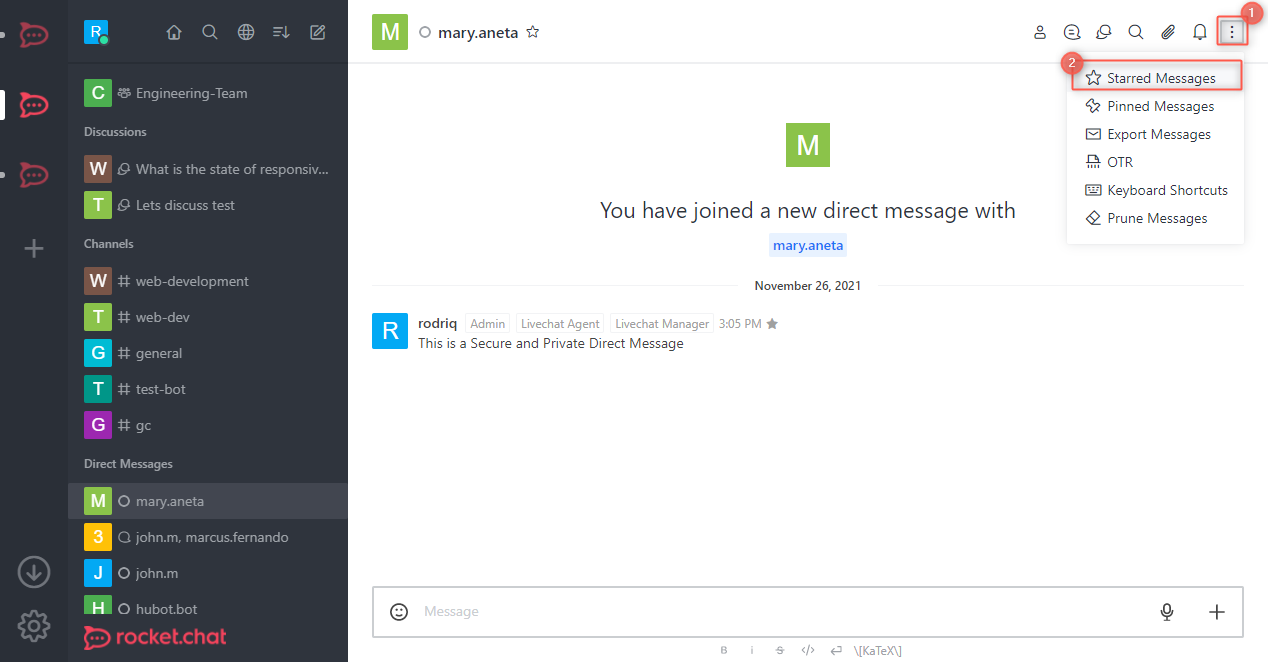 R
C Engineering-Team
Discussions
W What is the state of responsiv...
T Lets discuss test
Channels
W # web-development
T # web-dev
G # general
T # test-bot
G # gc
Direct Messages
M mary.aneta
3 john.m, marcus.fernando
J john.m
H hubot.bot
rocket.chat
M mary.aneta
1
2
Starred Messages
Pinned Messages
Export Messages
OTR
Keyboard Shortcuts
Prune Messages
M
You have joined a new direct message with
mary.aneta
November 26, 2021
R rodriq Admin Livechat Agent Livechat Manager 3:05 PM
This is a Secure and Private Direct Message
Message
B i S </> \[KaTeX\]